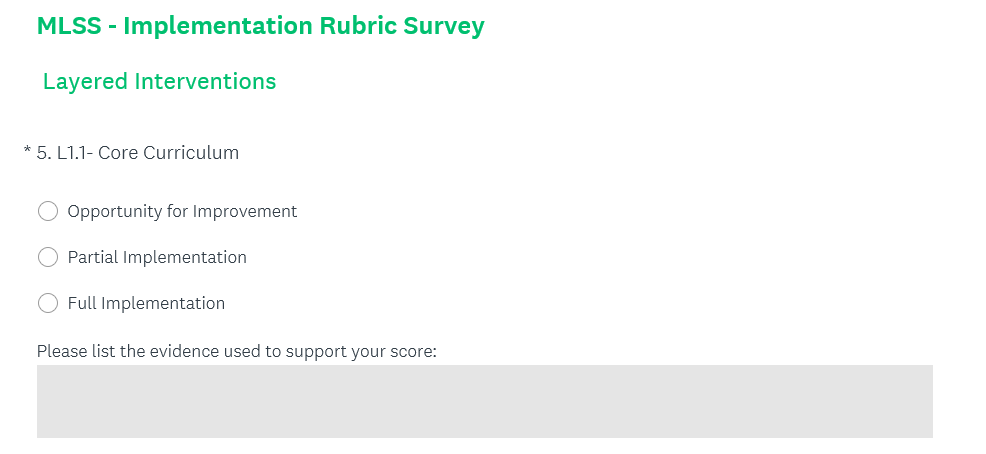 MLSS - Implementation Rubric Survey
Layered Interventions
* 5. L1.1- Core Curriculum
Opportunity for Improvement
Partial Implementation
Full Implementation
Please list the evidence used to support your score: